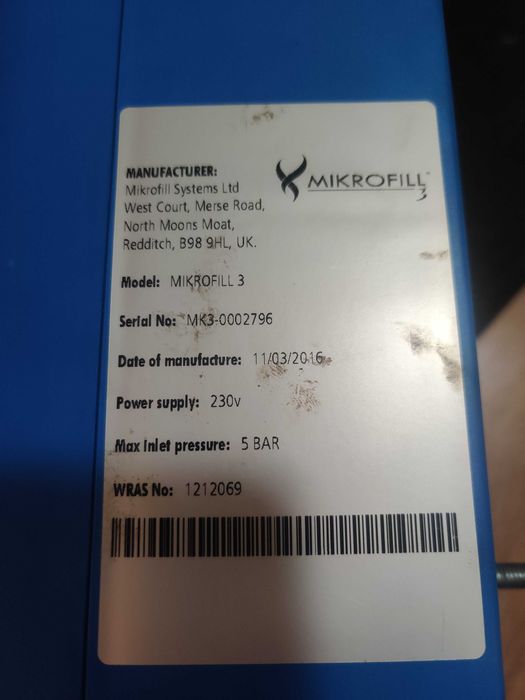 MANUFACTURER:
Mikrofill Systems Ltd
West Court, Merse Road,
North Moons Moat,
Redditch, B98 9HL, UK.
MIKROFILL
3
Model: MIKROFILL 3
Serial No: MK3-0002796
Date of manufacture: 11/03/2016
Power supply: 230v
Max Inlet pressure: 5 BAR
WRAS No: 1212069